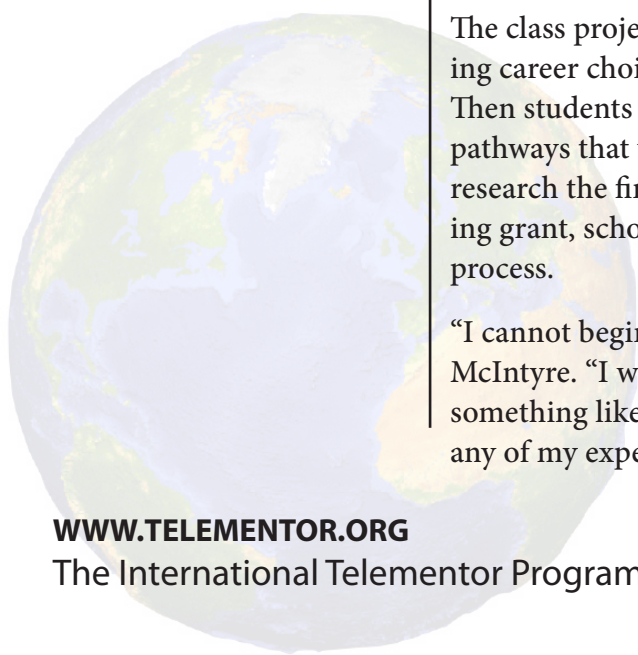 The class proje
ing career choi
Then students
pathways that
research the fi
ing grant, scho
process.
“I cannot begi
McIntyre. “I w
something like
any of my expe
WWW.TELEMENTOR.ORG
The International Telementor Program